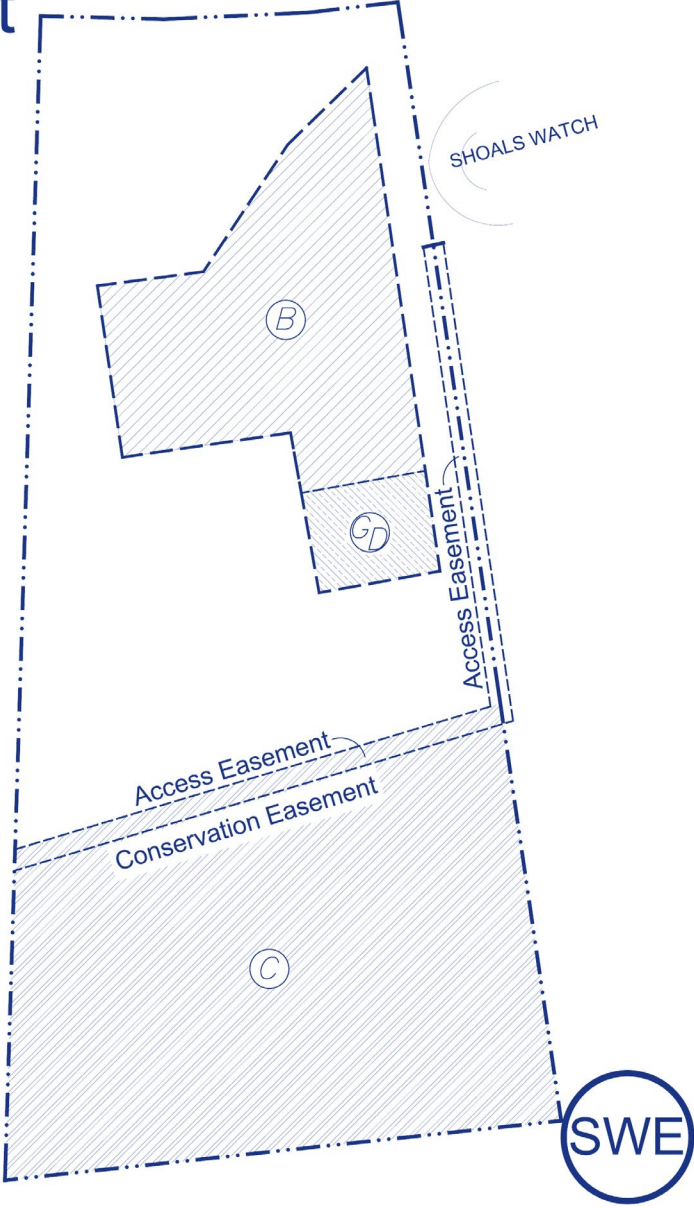 t
SHOALS WATCH
B
GD
Access Easement
Access Easement
Conservation Easement
C
SWE